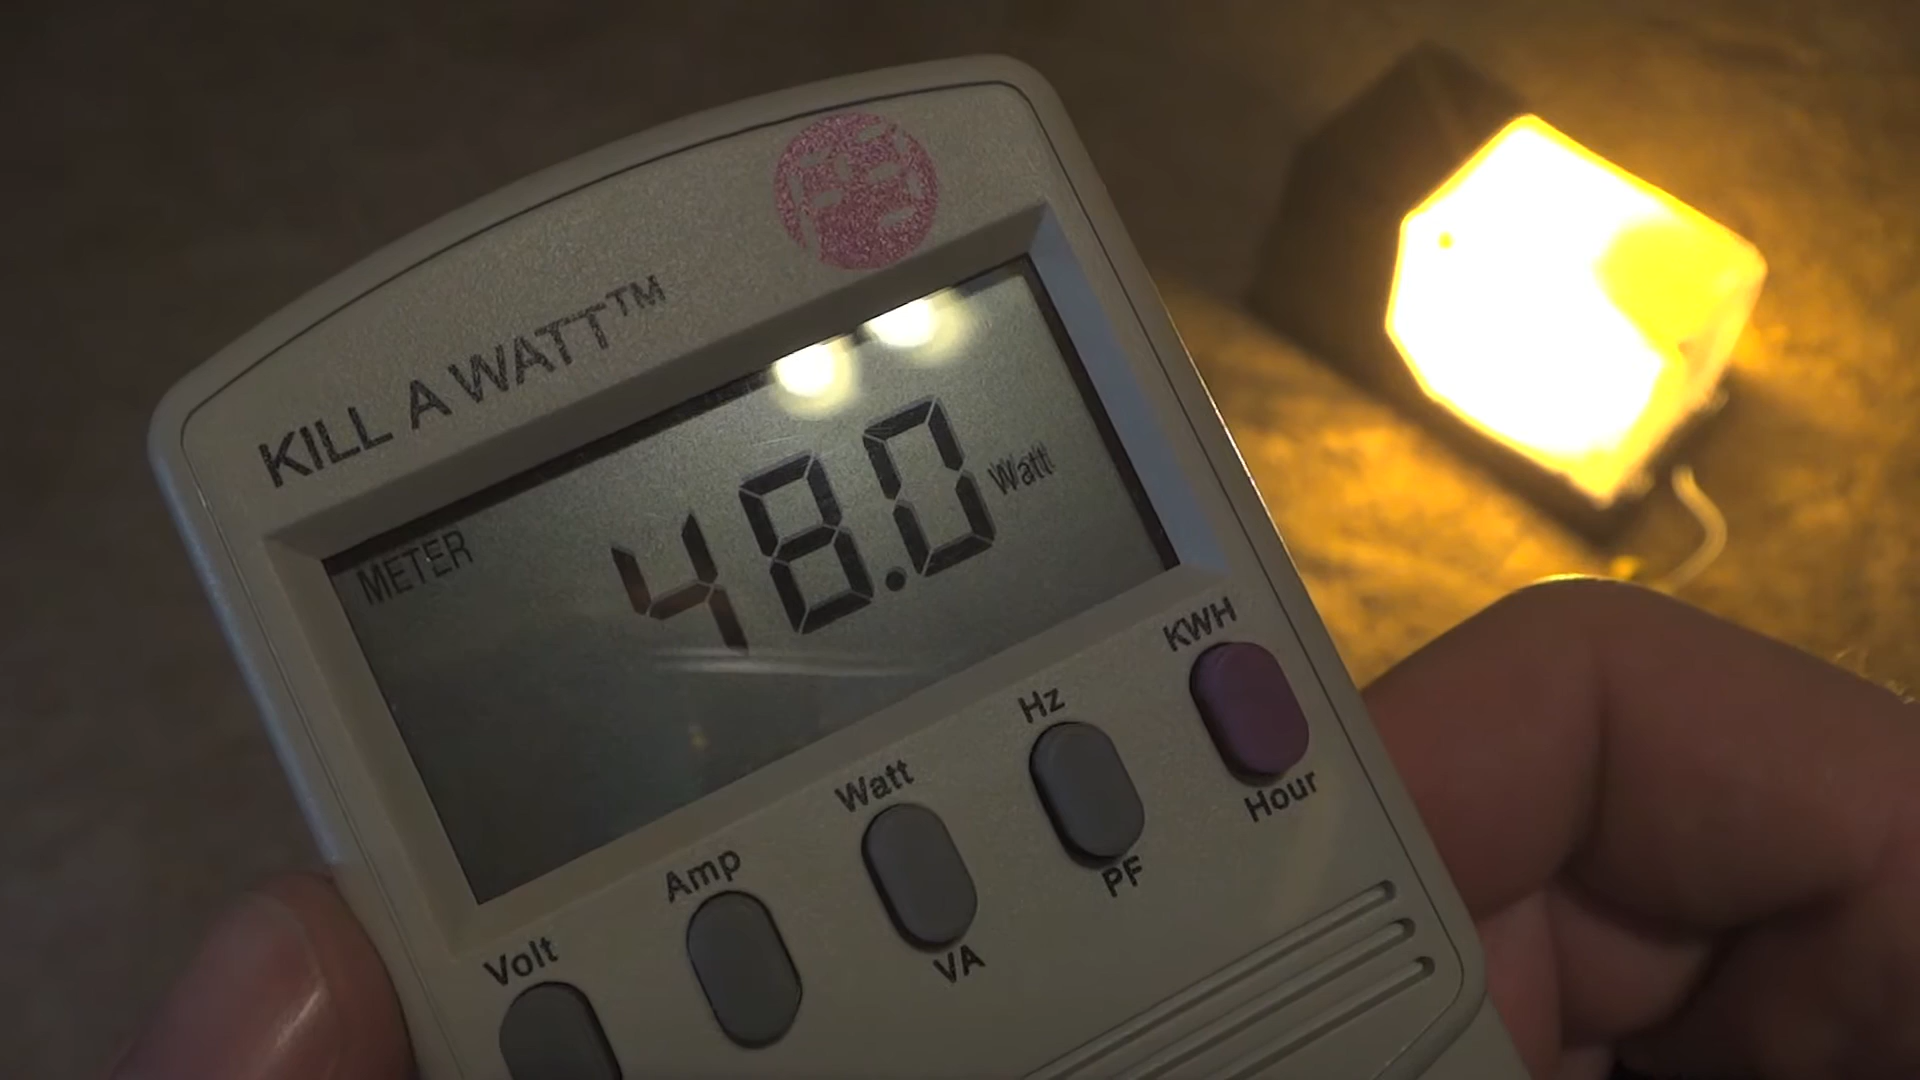 KILL A WATT™
METER
48.0 Watt
Volt
Amp
Watt
VA
Hz
PF
KWH
Hour